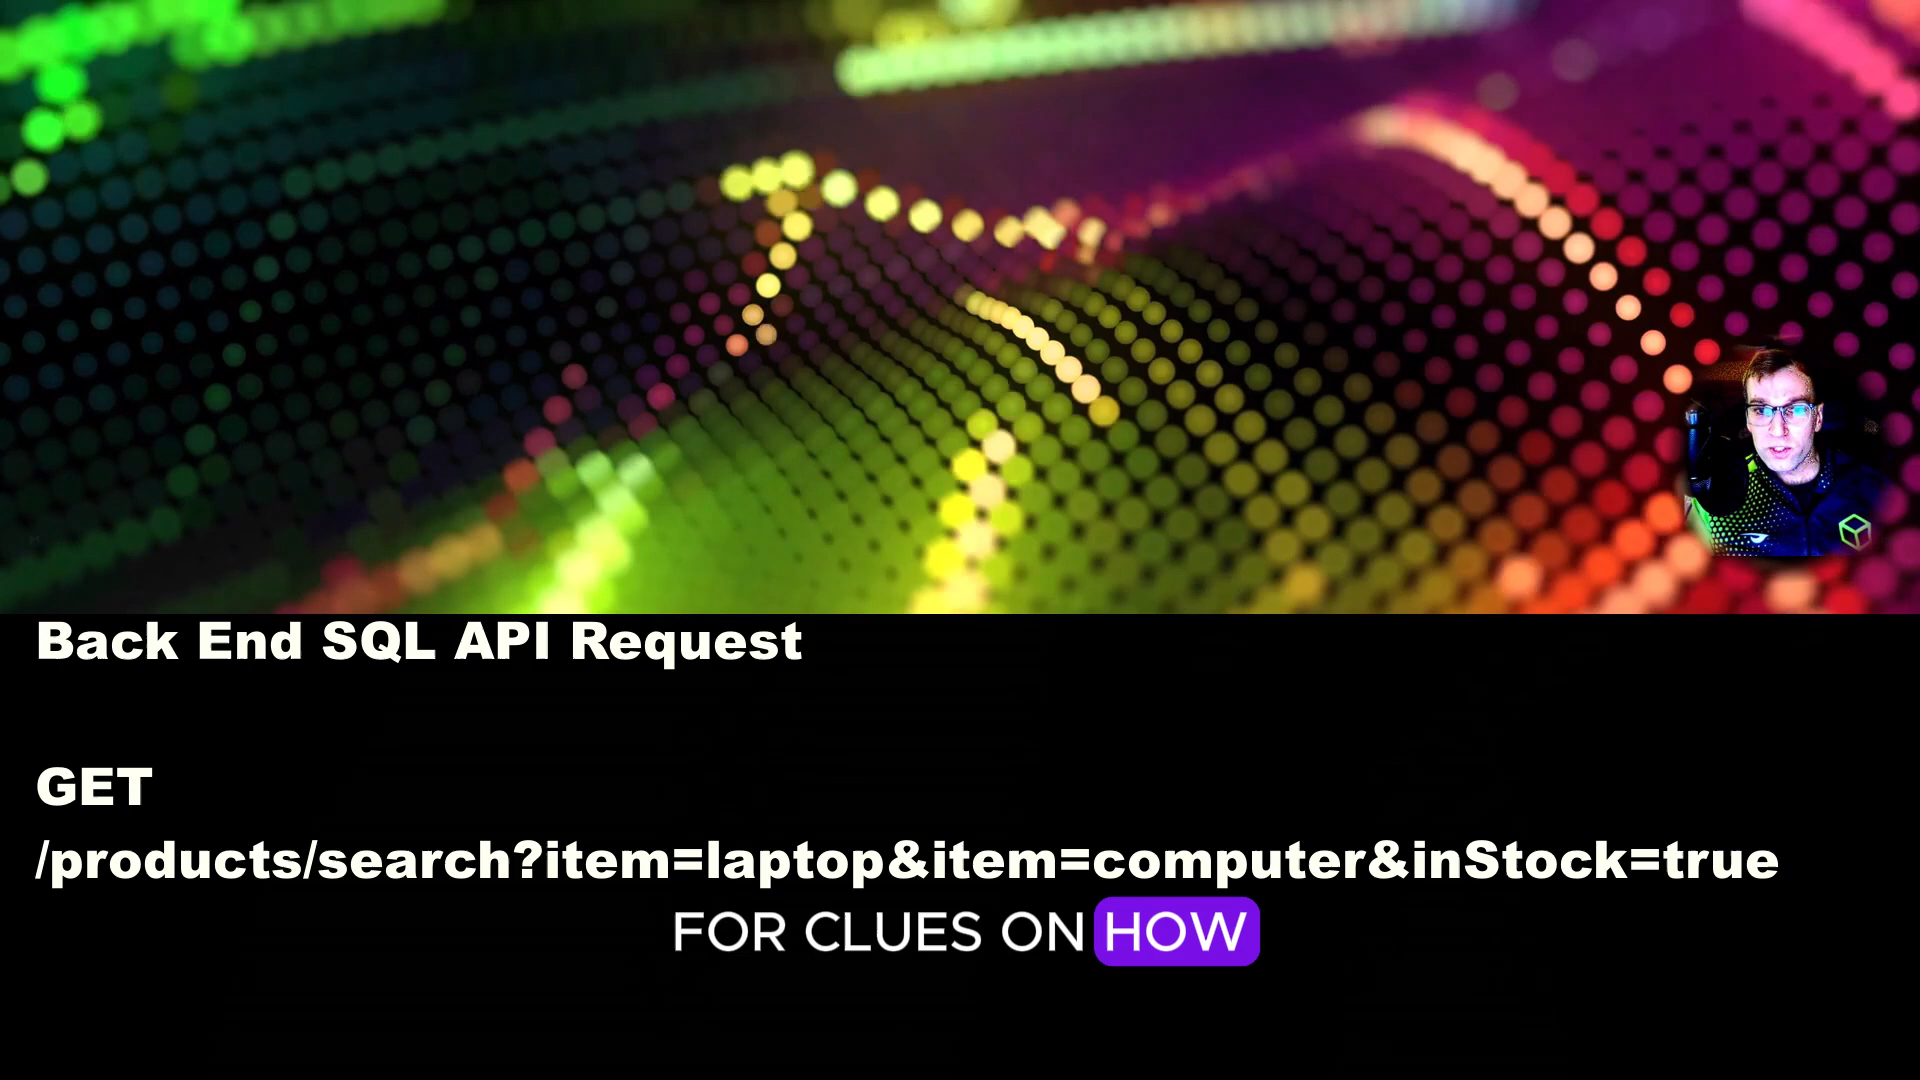 Back End SQL API Request
GET
/products/search?item=laptop&item=computer&inStock=true
FOR CLUES ON HOW